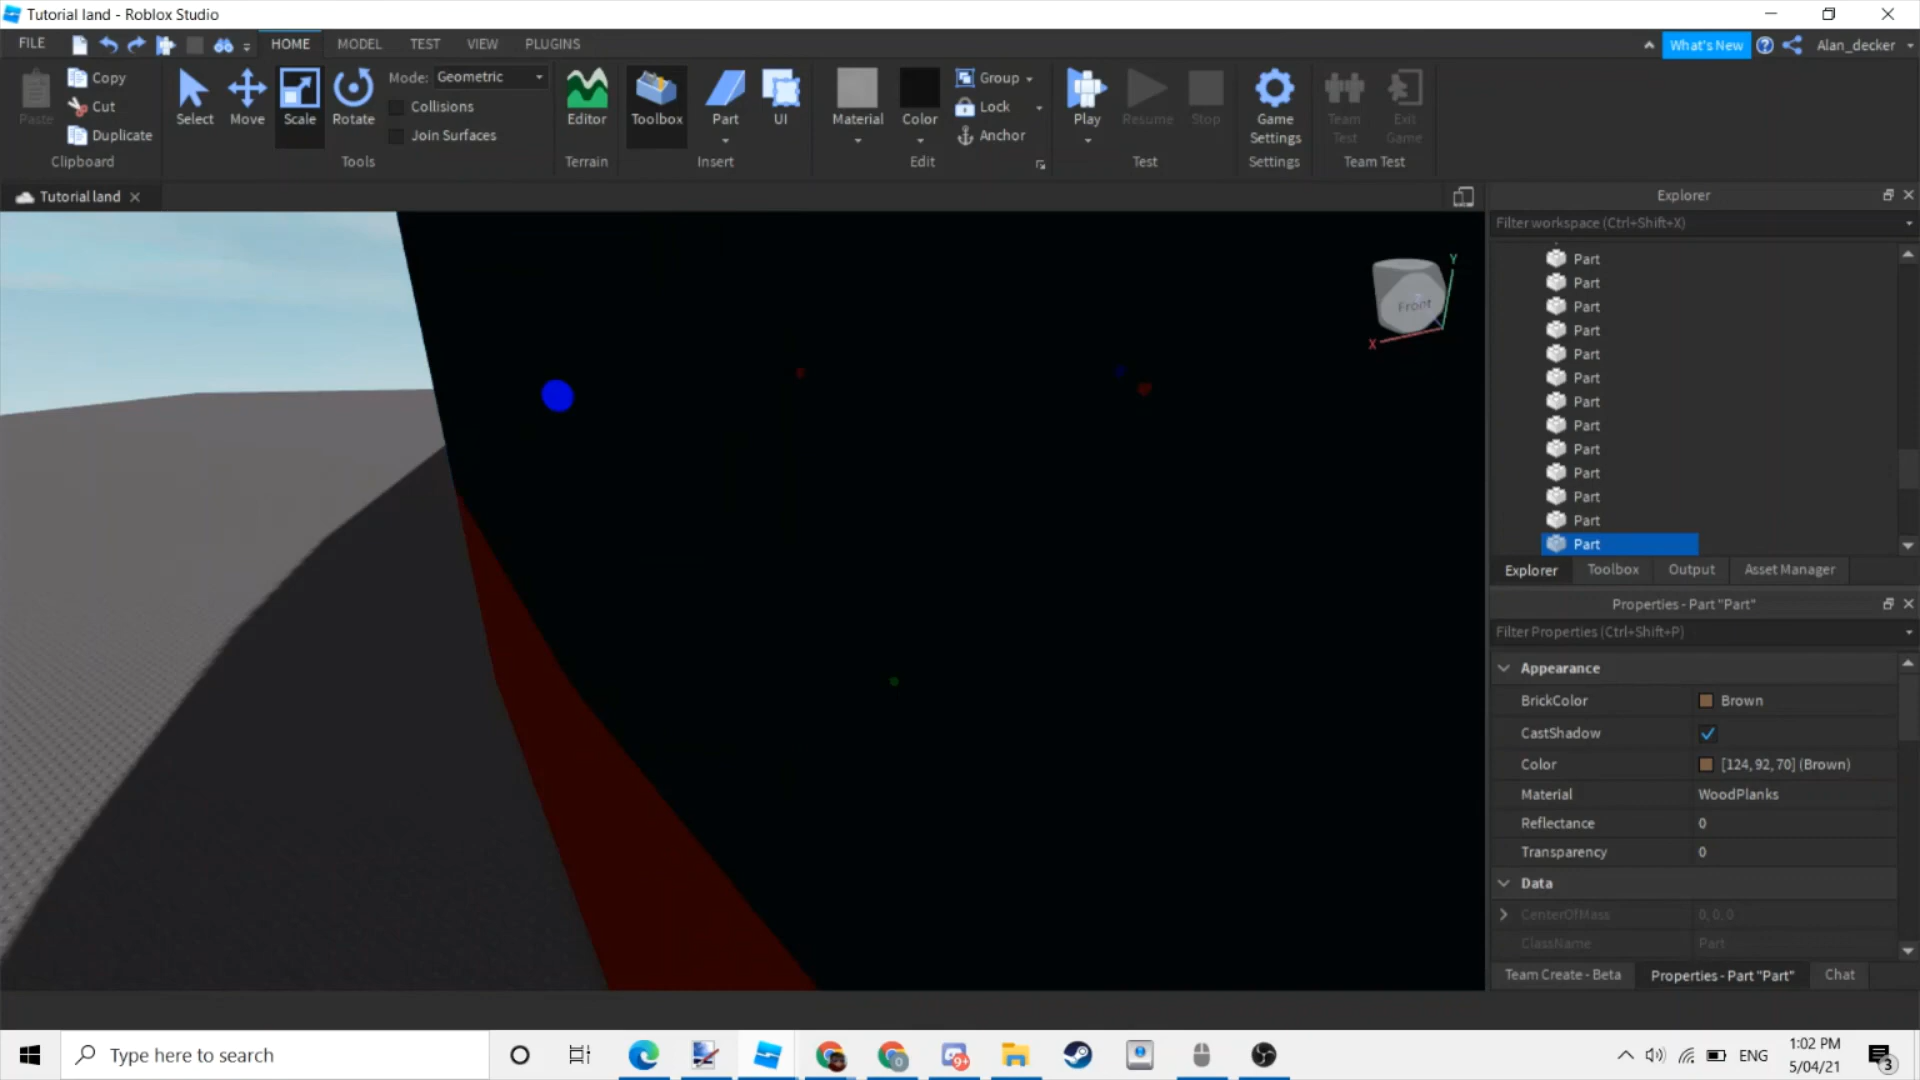 Tutorial land - Roblox Studio
FILE
HOME
MODEL
TEST
VIEW
PLUGINS
What's New
Alan_decker
Paste
Copy
Cut
Duplicate
Clipboard
Select
Move
Scale
Rotate
Mode: Geometric
Collisions
Join Surfaces
Tools
Editor
Terrain
Toolbox
Part
UI
Insert
Material
Color
Group
Lock
Anchor
Edit
Play
Resume
Stop
Test
Game
Settings
Settings
Team
Test
Exit
Game
Team Test
Tutorial land
Front
Y
X
Explorer
Filter workspace (Ctrl+Shift+X)
Part
Part
Part
Part
Part
Part
Part
Part
Part
Part
Part
Part
Part
Explorer
Toolbox
Output
Asset Manager
Properties - Part "Part"
Filter Properties (Ctrl+Shift+P)
Appearance
BrickColor Brown
CastShadow
Color [124, 92, 70] (Brown)
Material WoodPlanks
Reflectance 0
Transparency 0
Data
CenterOfMass 0, 0, 0
ClassName Part
Team Create - Beta
Properties - Part "Part"
Chat
Type here to search
9+
ENG
1:02 PM
5/04/21
3